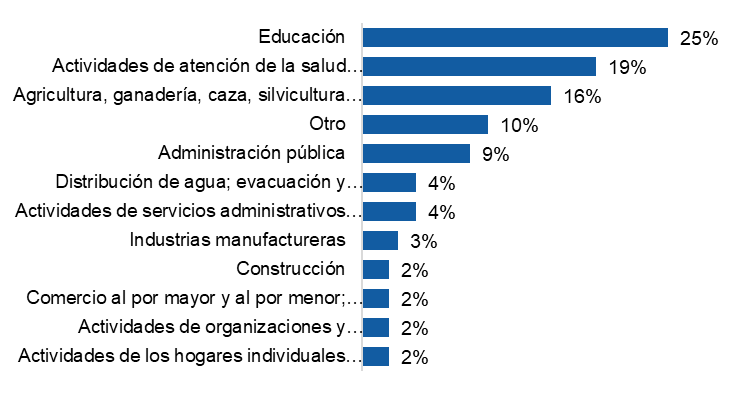 Educación 25%
Actividades de atención de la salud... 19%
Agricultura, ganadería, caza, silvicultura... 16%
Otro 10%
Administración pública 9%
Distribución de agua; evacuación y... 4%
Actividades de servicios administrativos... 4%
Industrias manufactureras 3%
Construcción 2%
Comercio al por mayor y al por menor;... 2%
Actividades de organizaciones y... 2%
Actividades de los hogares individuales... 2%